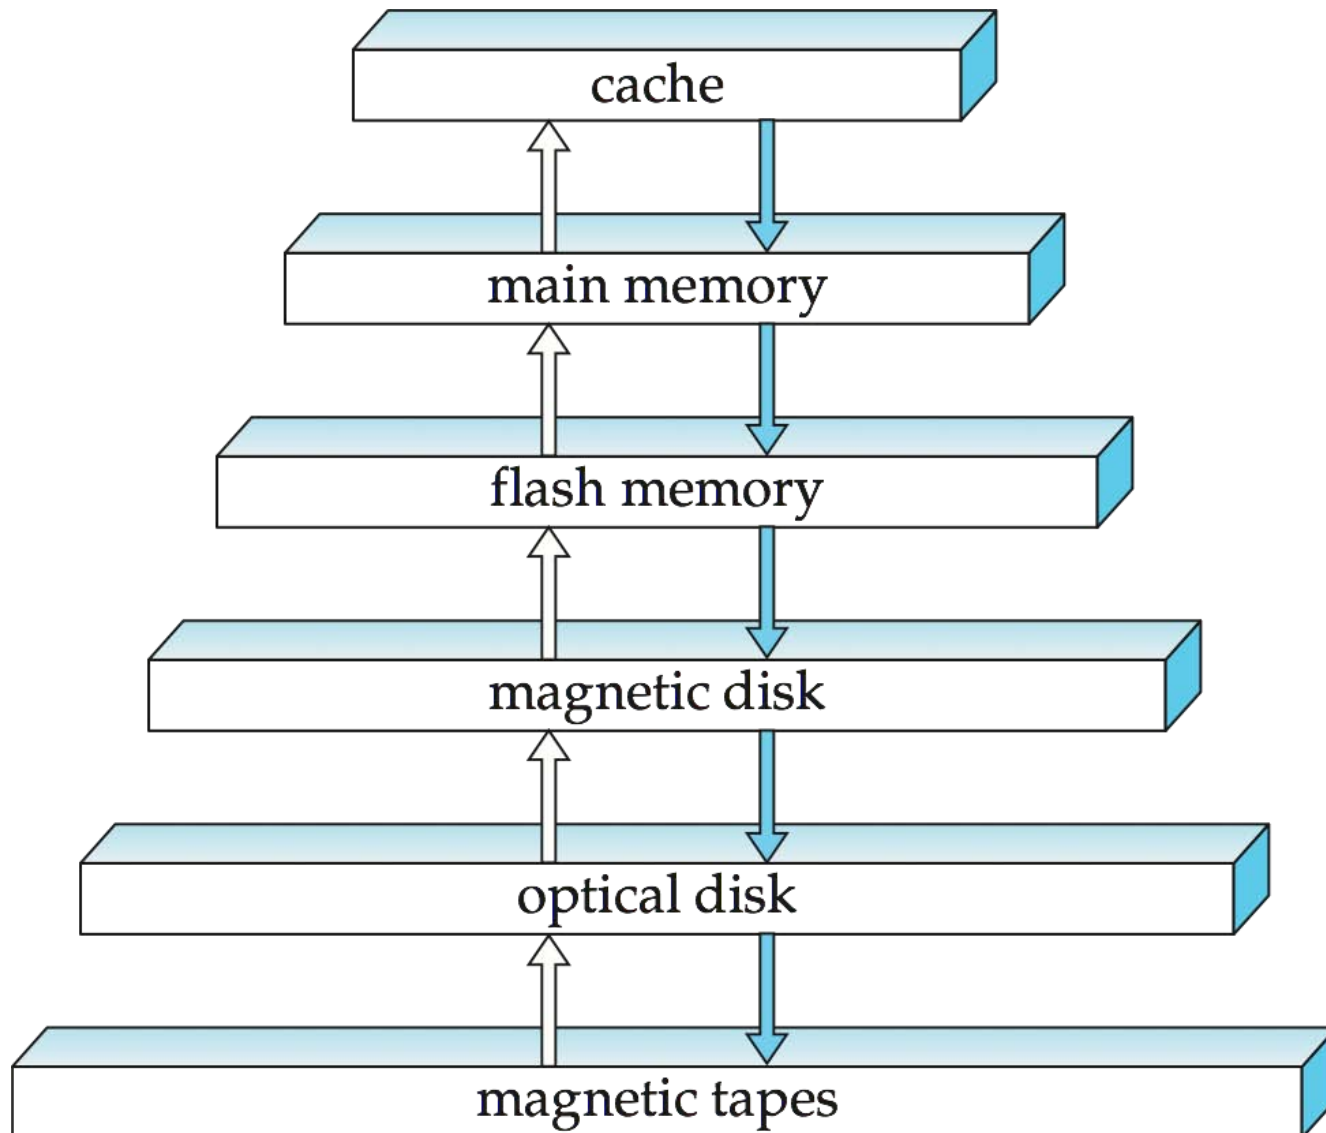 cache
main memory
flash memory
magnetic disk
optical disk
magnetic tapes